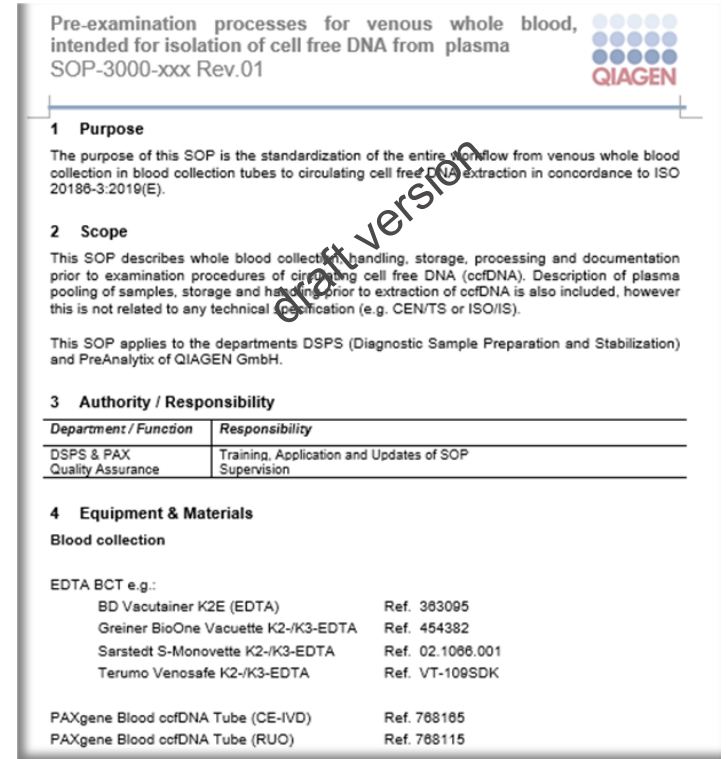 Pre-examination processes for venous whole blood,
intended for isolation of cell free DNA from plasma
SOP-3000-xxx Rev.01
QIAGEN
1 Purpose
The purpose of this SOP is the standardization of the entire workflow from venous whole blood
collection in blood collection tubes to circulating cell free DNA extraction in concordance to ISO
20186-3:2019(E).
2 Scope
This SOP describes whole blood collection, handling, storage, processing and documentation
prior to examination procedures of circulating cell free DNA (ccfDNA). Description of plasma
pooling of samples, storage and handling prior to extraction of ccfDNA is also included, however
this is not related to any technical specification (e.g. CEN/TS or ISO/IS).
This SOP applies to the departments DSPS (Diagnostic Sample Preparation and Stabilization)
and PreAnalytix of QIAGEN GmbH.
draft version
3 Authority / Responsibility
Department / Function Responsibility
DSPS & PAX Training, Application and Updates of SOP
Quality Assurance Supervision
4 Equipment & Materials
Blood collection
EDTA BCT e.g.:
BD Vacutainer K2E (EDTA) Ref. 363095
Greiner BioOne Vacuette K2-/K3-EDTA Ref. 454382
Sarstedt S-Monovette K2-/K3-EDTA Ref. 02.1066.001
Terumo Venosafe K2-/K3-EDTA Ref. VT-109SDK
PAXgene Blood ccfDNA Tube (CE-IVD) Ref. 768165
PAXgene Blood ccfDNA Tube (RUO) Ref. 768115